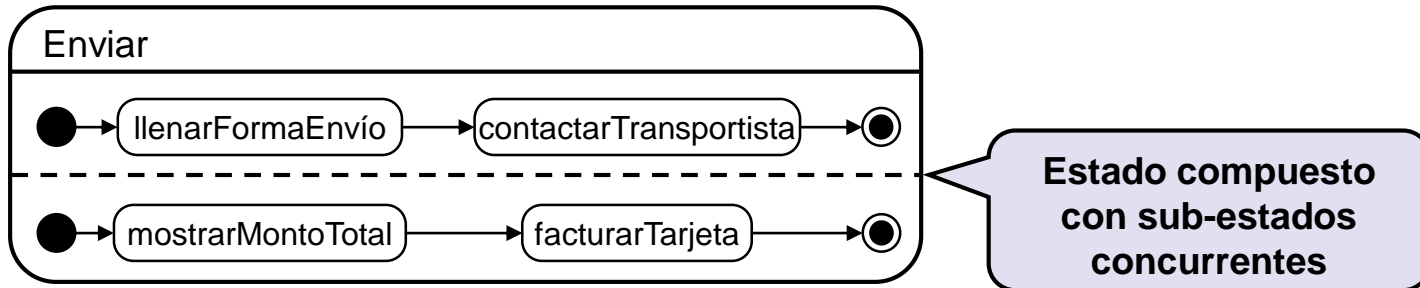 Enviar
llenarFormaEnvío
contactarTransportista
mostrarMontoTotal
facturarTarjeta
Estado compuesto
con sub-estados
concurrentes